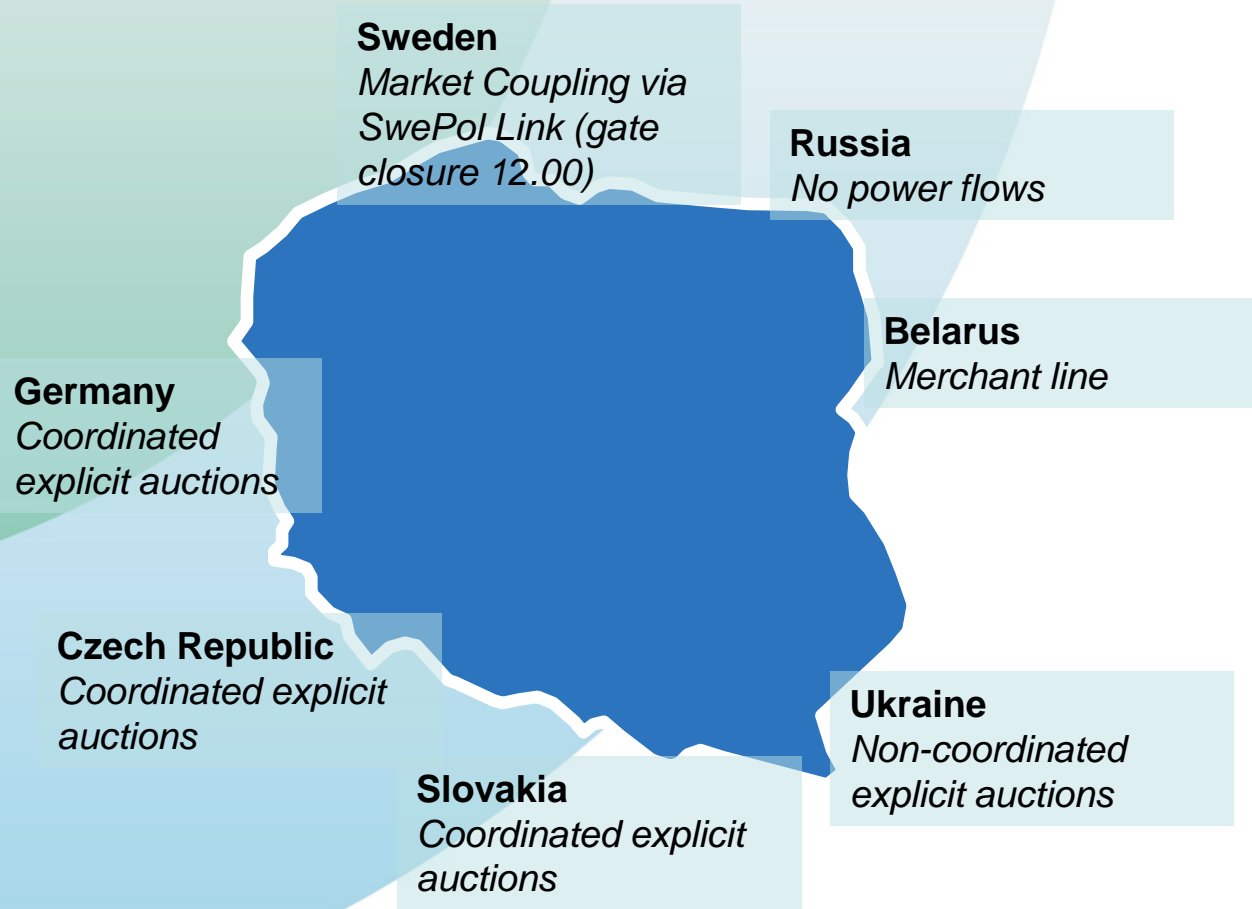 Sweden
Market Coupling via
SwePol Link (gate
closure 12.00)
Russia
No power flows
Belarus
Merchant line
Germany
Coordinated
explicit auctions
Czech Republic
Coordinated explicit
auctions
Ukraine
Non-coordinated
explicit auctions
Slovakia
Coordinated explicit
auctions